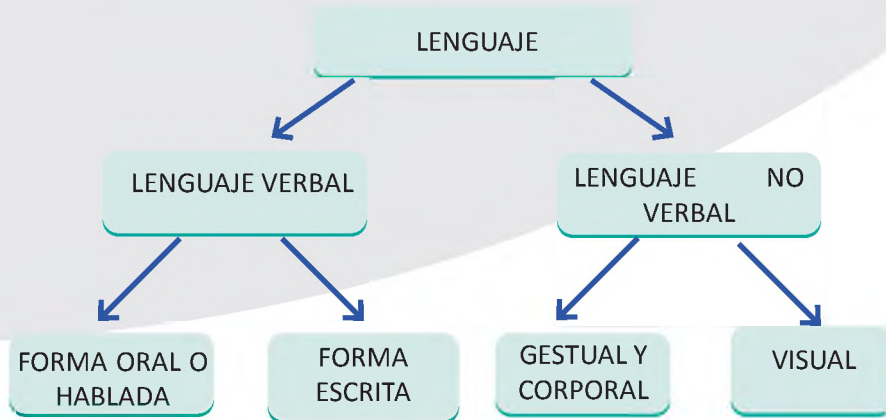 LENGUAJE
LENGUAJE VERBAL
LENGUAJE NO
VERBAL
FORMA ORAL O
HABLADA
FORMA
ESCRITA
GESTUAL Y
CORPORAL
VISUAL